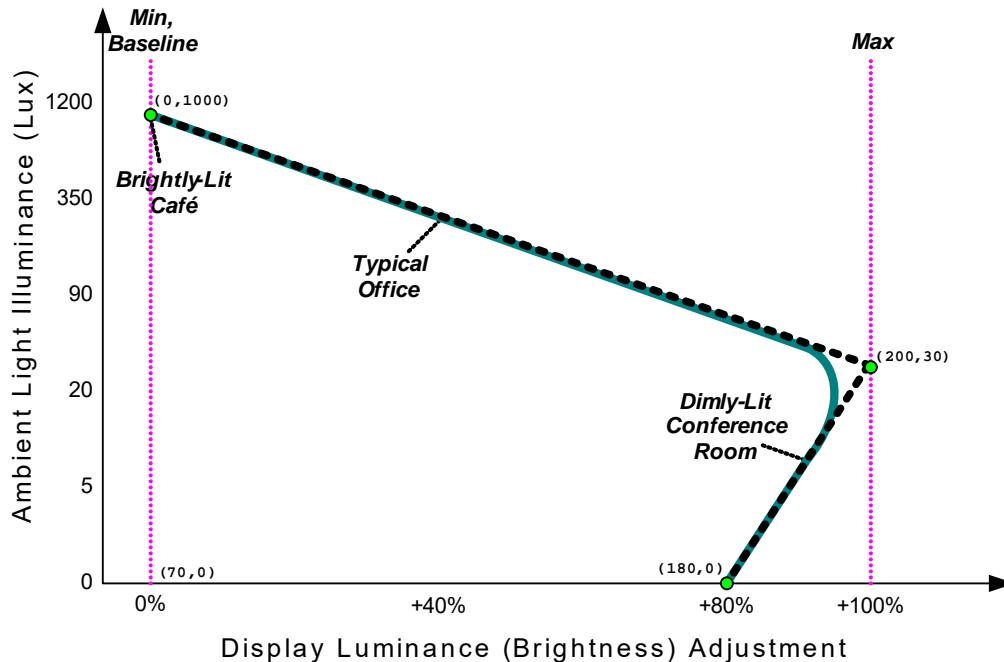 Min,
Baseline
Max
(0,1000)
1200
Brightly-Lit
Café
350
Typical
Office
90
(200,30)
20
Dimly-Lit
Conference
Room
5
(70,0)
(180,0)
0
0%
+40%
+80%
+100%
Ambient Light Illuminance (Lux)
Display Luminance (Brightness) Adjustment